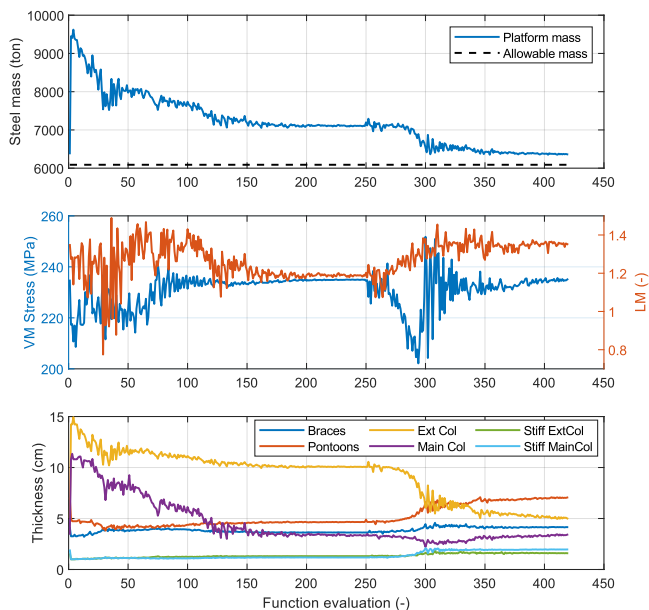 10000
9000
8000
7000
6000
Steel mass (ton)
Platform mass
Allowable mass
0 50 100 150 200 250 300 350 400 450
260
240
220
200
VM Stress (MPa)
1.4
1.2
1
0.8
LM (-)
0 50 100 150 200 250 300 350 400 450
15
10
5
0
Thickness (cm)
Braces Ext Col Stiff ExtCol
Pontoons Main Col Stiff MainCol
0 50 100 150 200 250 300 350 400 450
Function evaluation (-)